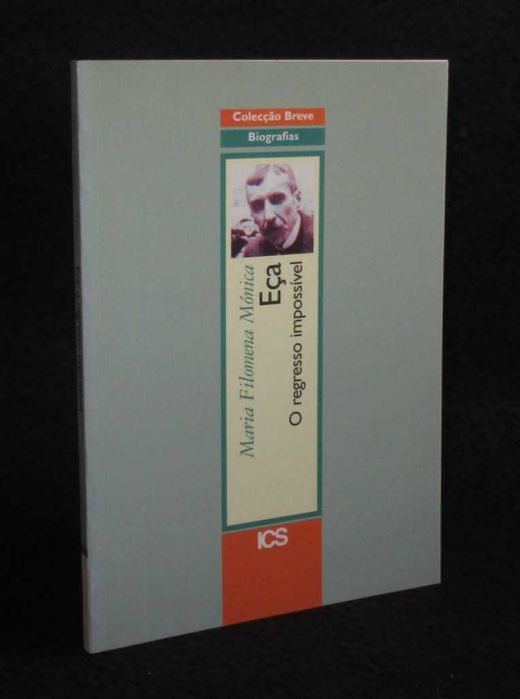 Colecção Breve
Biografias
Maria Filomena Mónica
Eça
O regresso impossível
ICS